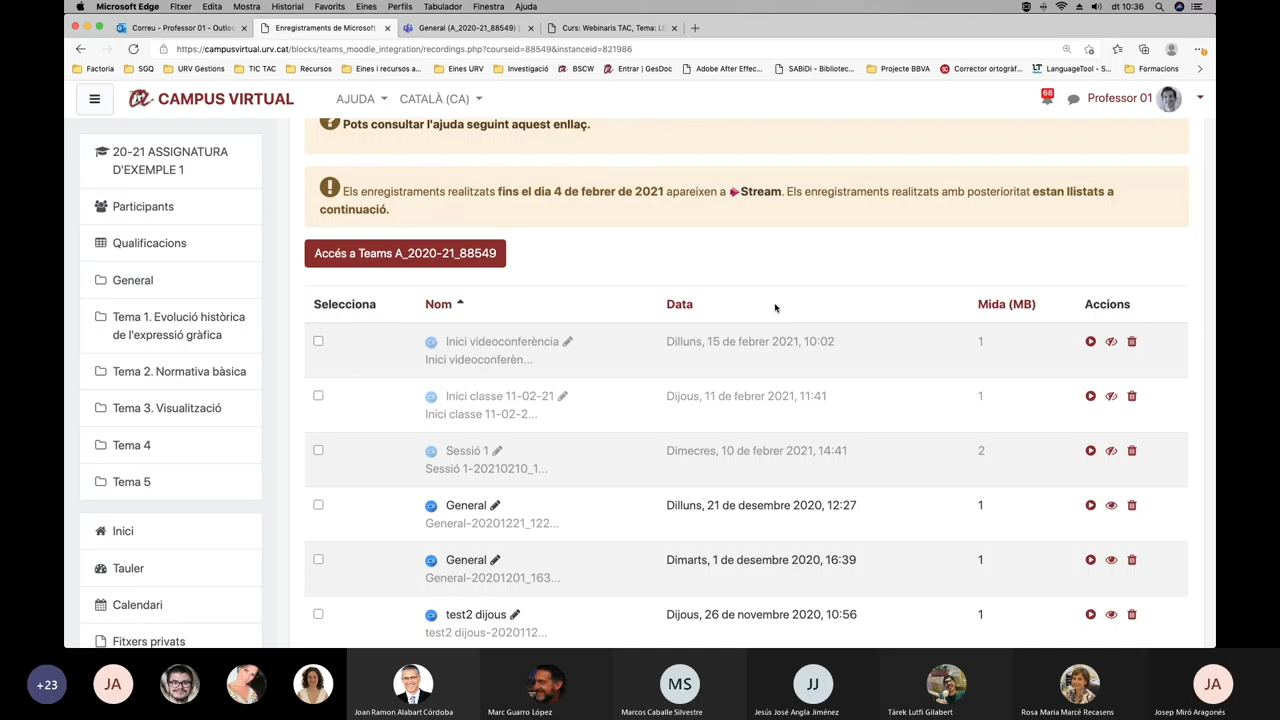 Microsoft Edge Fitxer Edita Mostra Historial Favorits Eines Perfils Tabulador Finestra Ajuda dt 10:36
Correu - Professor 01 - Outlo Enregistraments de Microsoft General (A_2020-21_88549) Curs: Webinaris TAC, Tema: Ll
https://campusvirtual.urv.cat/blocks/teams_moodle_integration/recordings.php?courseid=88549&instanceid=821986
Factoria SGQ URV Gestions TIC TAC Recursos Eines i recursos a... Eines URV Investigació BSCW Entrar | GesDoc Adobe After Effec... SABiDi - Bibliotec... Projecte BBVA Corrector ortogràf... LanguageTool - S... Formacions
CAMPUS VIRTUAL AJUDA CATALÀ (CA) 68 Professor 01
Pots consultar l'ajuda seguint aquest enllaç.
20-21 ASSIGNATURA
D'EXEMPLE 1
Participants
Qualificacions
General
Tema 1. Evolució històrica
de l'expressió gràfica
Tema 2. Normativa bàsica
Tema 3. Visualització
Tema 4
Tema 5
Inici
Tauler
Calendari
Fitxers privats
Els enregistraments realitzats fins el dia 4 de febrer de 2021 apareixen a Stream. Els enregistraments realitzats amb posterioritat estan llistats a
continuació.
Accés a Teams A_2020-21_88549
Selecciona Nom Data Mida (MB) Accions
Inici videoconferència Dilluns, 15 de febrer 2021, 10:02 1
Inici videoconferèn...
Inici classe 11-02-21 Dijous, 11 de febrer 2021, 11:41 1
Inici classe 11-02-2...
Sessió 1 Dimecres, 10 de febrer 2021, 14:41 2
Sessió 1-20210210_1...
General Dilluns, 21 de desembre 2020, 12:27 1
General-20201221_122...
General Dimarts, 1 de desembre 2020, 16:39 1
General-20201201_163...
test2 dijous Dijous, 26 de novembre 2020, 10:56 1
test2 dijous-2020112...
+23 JA MS JJ JA
Joan Ramon Alabart Córdoba Marc Guarro López Marcos Caballe Silvestre Jesús José Angla Jiménez Tárek Lutfi Gilabert Rosa Maria Marcé Recasens Josep Miró Aragonés